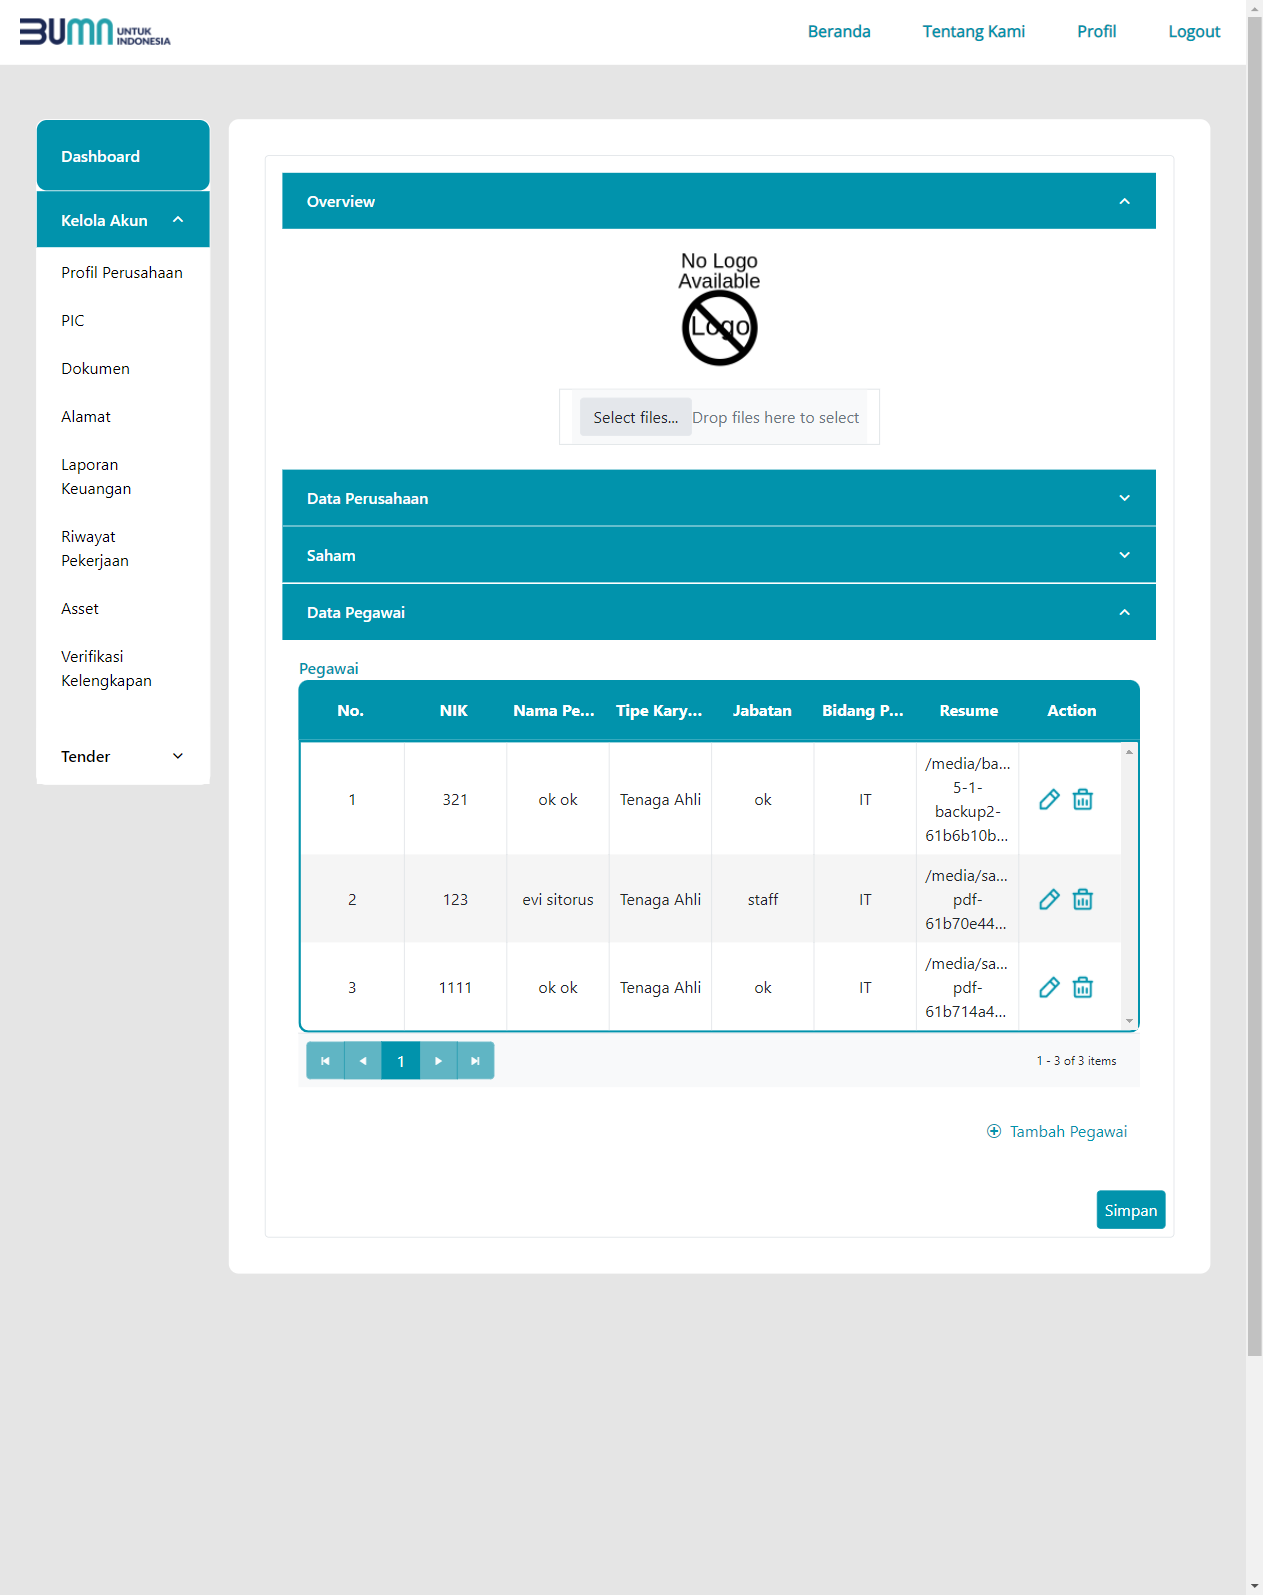 BUMN UNTUK INDONESIA
Beranda Tentang Kami Profil Logout
Dashboard
Kelola Akun
Profil Perusahaan
PIC
Dokumen
Alamat
Laporan
Keuangan
Riwayat
Pekerjaan
Asset
Verifikasi
Kelengkapan
Tender
Overview
No Logo
Available
Logo
Select files... Drop files here to select
Data Perusahaan
Saham
Data Pegawai
Pegawai
No. NIK Nama Pe... Tipe Kary... Jabatan Bidang P... Resume Action
1 321 ok ok Tenaga Ahli ok IT /media/ba...
5-1-
backup2-
61b6b10b...
2 123 evi sitorus Tenaga Ahli staff IT /media/sa...
pdf-
61b70e44...
3 1111 ok ok Tenaga Ahli ok IT /media/sa...
pdf-
61b714a4...
1 1 - 3 of 3 items
Tambah Pegawai
Simpan